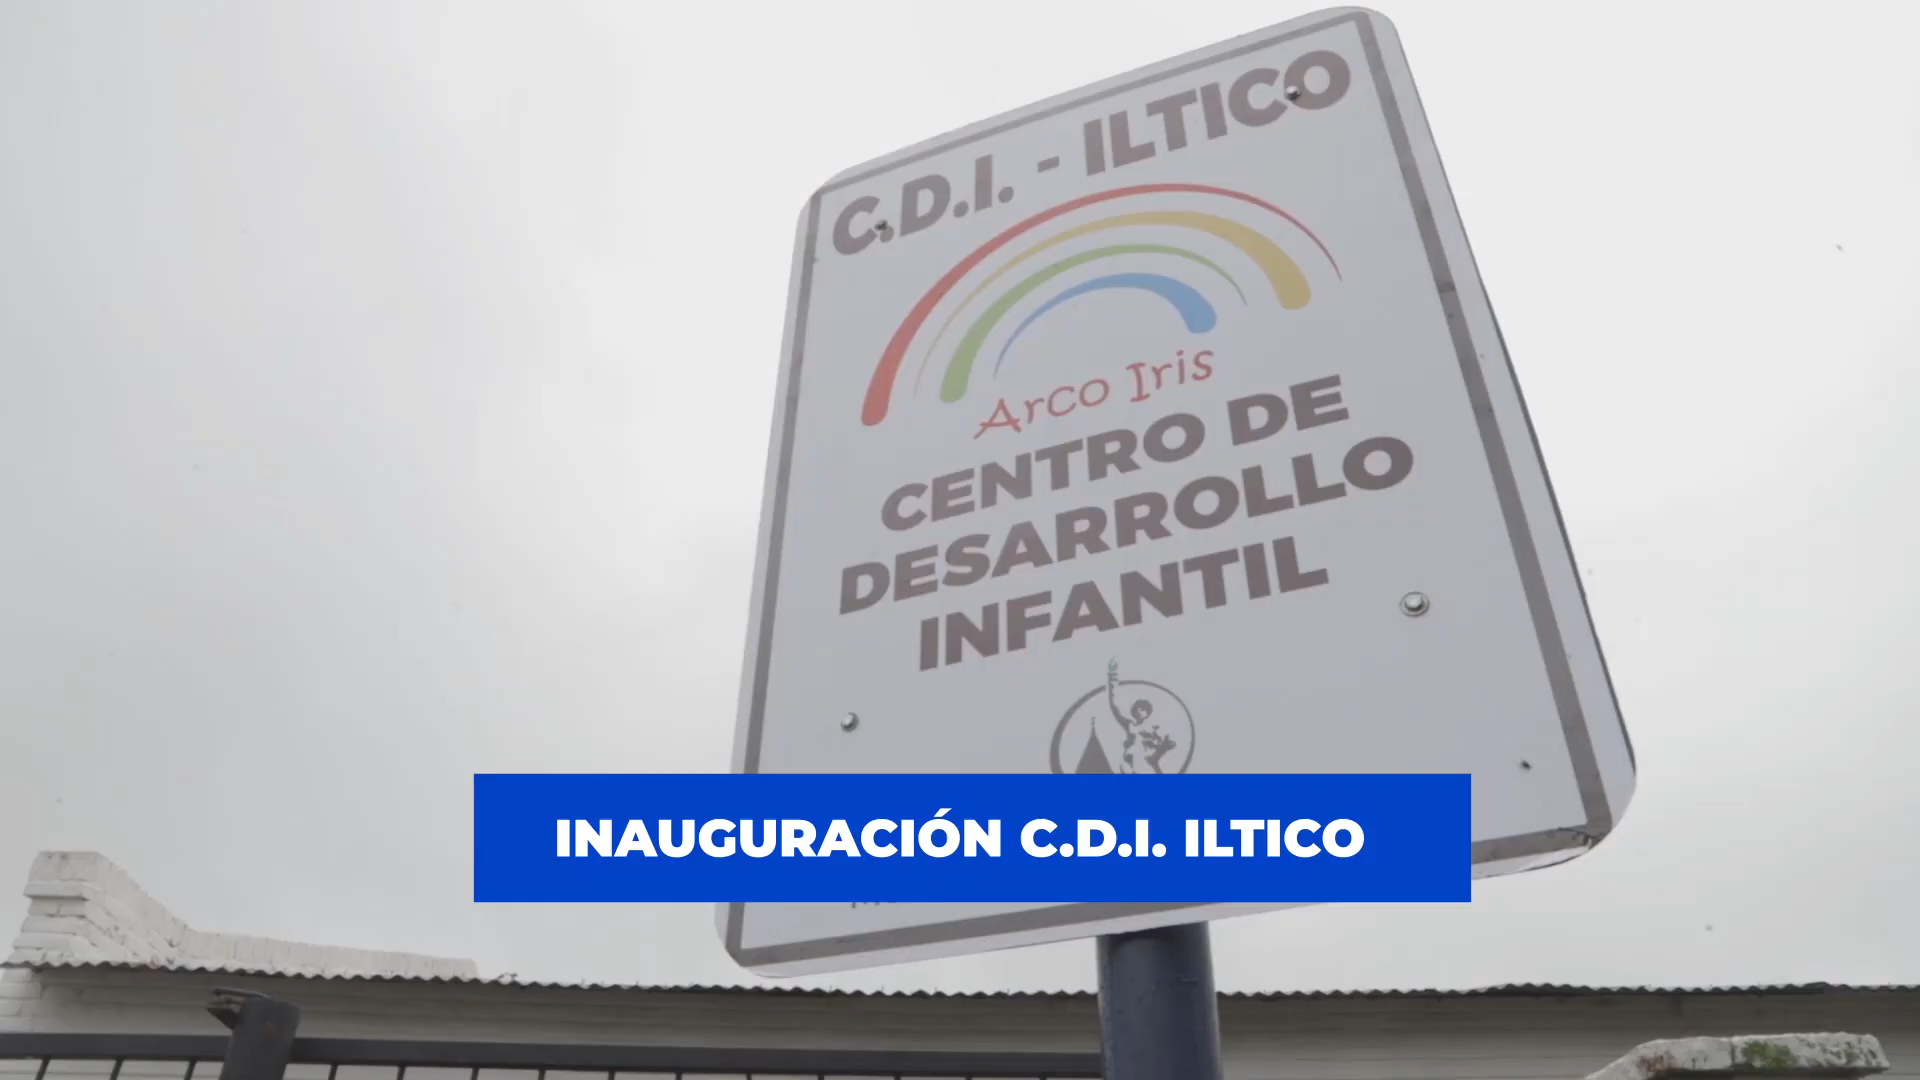 C.D.I. - ILTICO
Arco Iris
CENTRO DE
DESARROLLO
INFANTIL
INAUGURACIÓN C.D.I. ILTICO